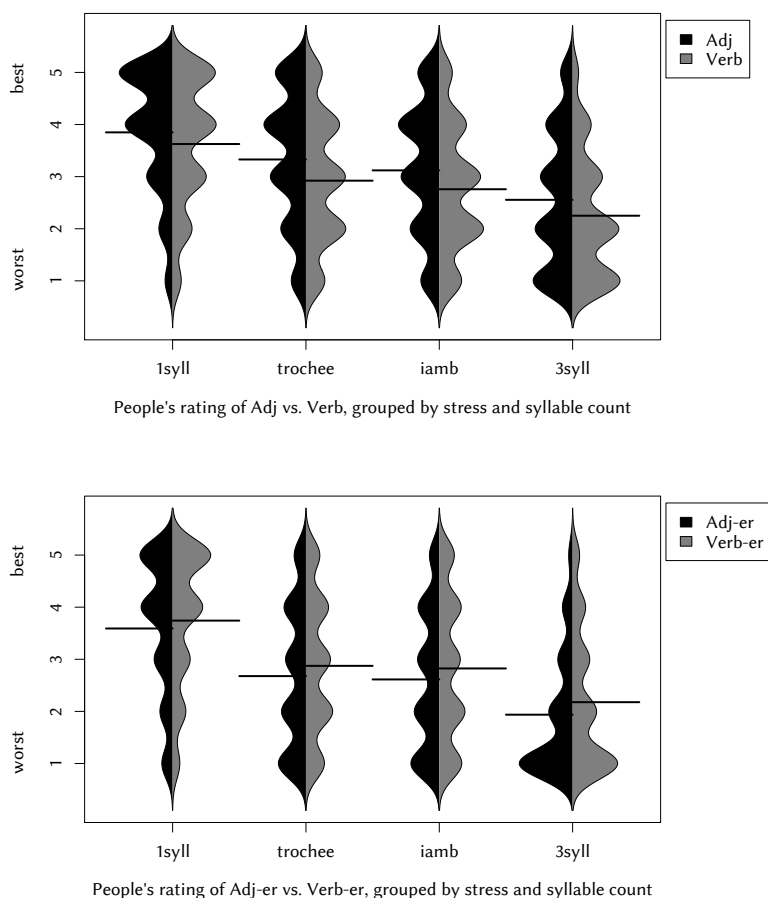 best
worst
5
4
3
2
1
1syll
trochee
iamb
3syll
Adj
Verb
People's rating of Adj vs. Verb, grouped by stress and syllable count
best
worst
5
4
3
2
1
1syll
trochee
iamb
3syll
Adj-er
Verb-er
People's rating of Adj-er vs. Verb-er, grouped by stress and syllable count